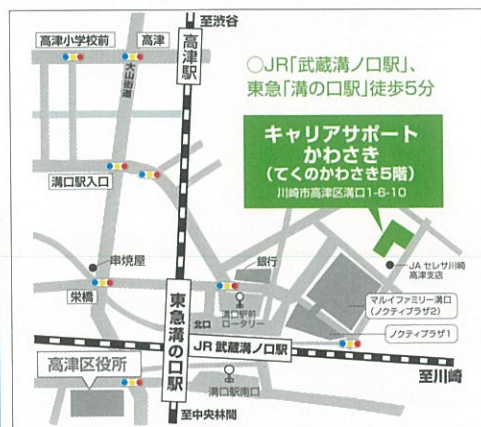 至渋谷
高津小学校前
高津
高津駅
大山街道
○JR「武蔵溝ノ口駅」、
東急「溝の口駅」徒歩5分
キャリアサポート
かわさき
(てくのかわさき5階)
川崎市高津区溝口1-6-10
溝口駅入口
串焼屋
銀行
JA セレサ川崎
高津支店
栄橋
東急溝の口駅
溝口駅前
ロータリー
マルイファミリー溝口
(ノクティプラザ2)
北口
ノクティプラザ1
JR 武蔵溝ノ口駅
至川崎
高津区役所
溝口駅南口
至中央林間